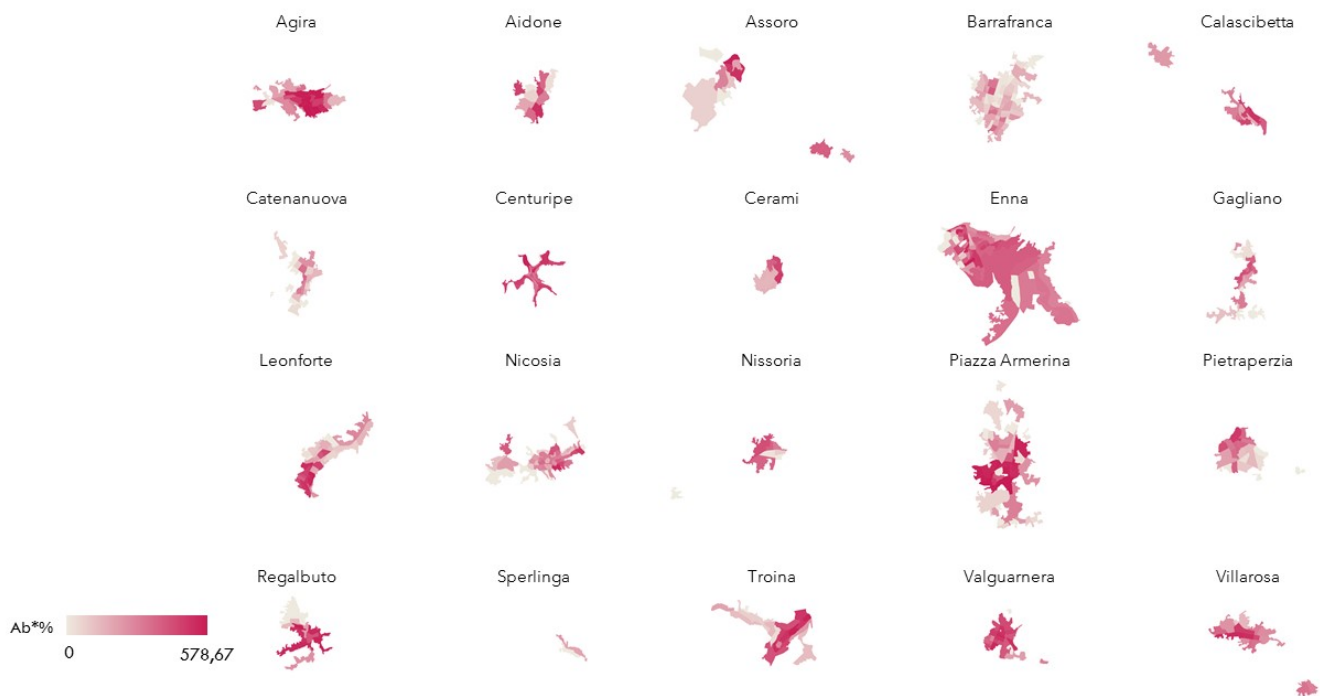 Agira
Aidone
Assoro
Barrafranca
Calascibetta
Catenanuova
Centuripe
Cerami
Enna
Gagliano
Leonforte
Nicosia
Nissoria
Piazza Armerina
Pietraperzia
Regalbuto
Sperlinga
Troina
Valguarnera
Villarosa
Ab*%
0
578,67